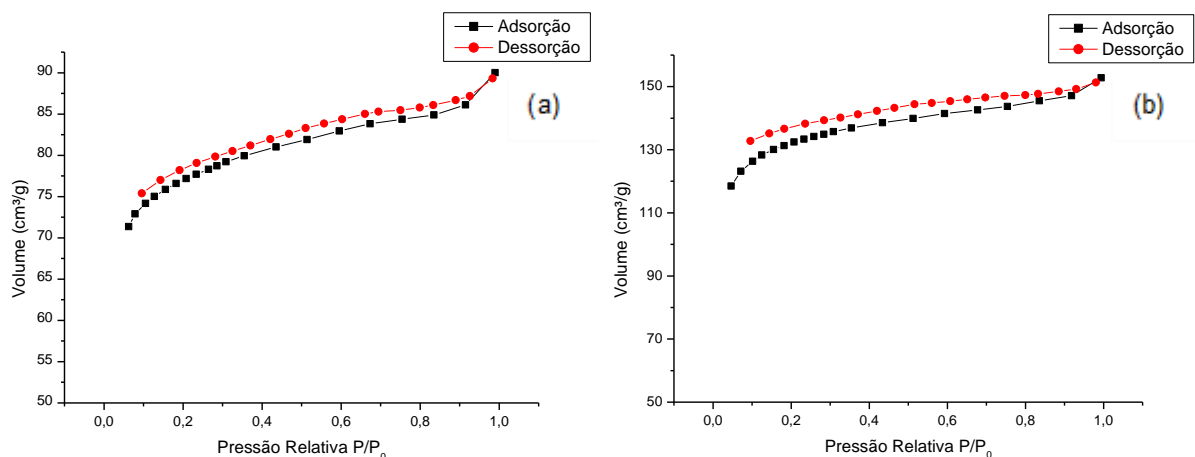 Adsorção
Dessorção
(a)
Volume (cm³/g)
90
85
80
75
70
65
60
55
50
0,0 0,2 0,4 0,6 0,8 1,0
Pressão Relativa P/P₀
Adsorção
Dessorção
(b)
Volume (cm³/g)
150
130
110
90
70
50
0,0 0,2 0,4 0,6 0,8 1,0
Pressão Relativa P/P₀